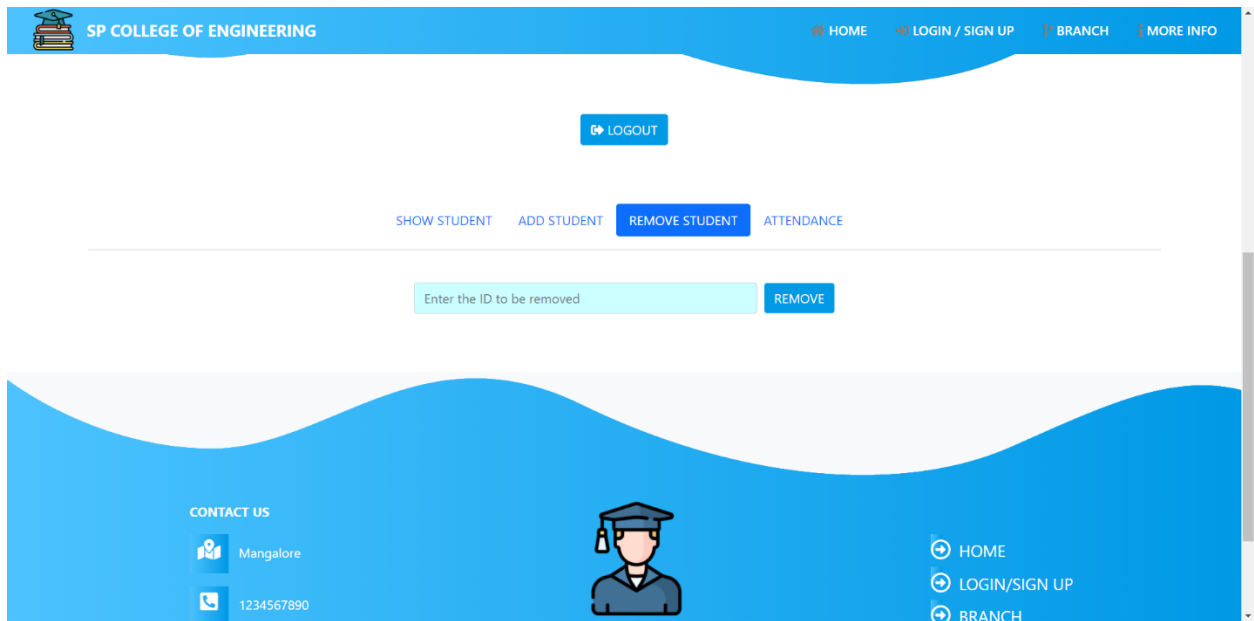 SP COLLEGE OF ENGINEERING
HOME LOGIN / SIGN UP BRANCH MORE INFO
LOGOUT
SHOW STUDENT ADD STUDENT REMOVE STUDENT ATTENDANCE
Enter the ID to be removed REMOVE
CONTACT US
Mangalore
1234567890
HOME
LOGIN/SIGN UP
BRANCH